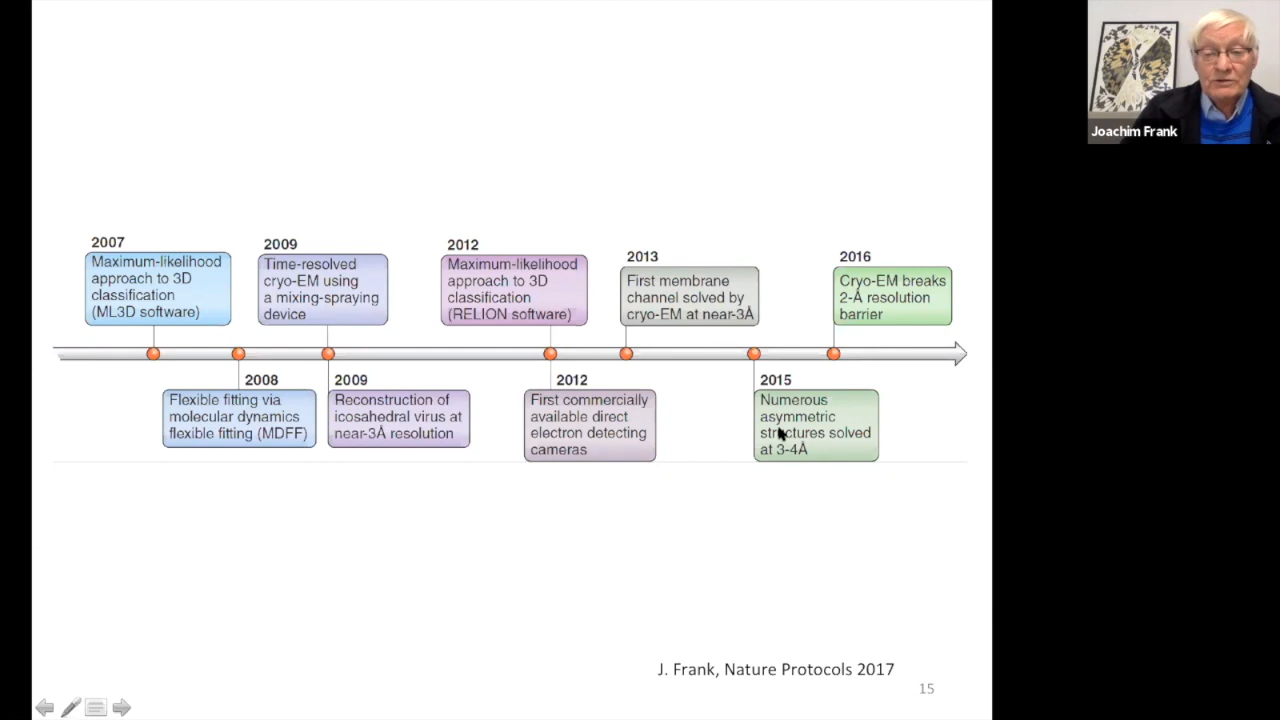 2007
Maximum-likelihood
approach to 3D
classification
(ML3D software)
2009
Time-resolved
cryo-EM using
a mixing-spraying
device
2012
Maximum-likelihood
approach to 3D
classification
(RELION software)
2013
First membrane
channel solved by
cryo-EM at near-3Å
2016
Cryo-EM breaks
2-Å resolution
barrier
2008
Flexible fitting via
molecular dynamics
flexible fitting (MDFF)
2009
Reconstruction of
icosahedral virus at
near-3Å resolution
2012
First commercially
available direct
electron detecting
cameras
2015
Numerous
asymmetric
structures solved
at 3-4Å
J. Frank, Nature Protocols 2017
15
Joachim Frank